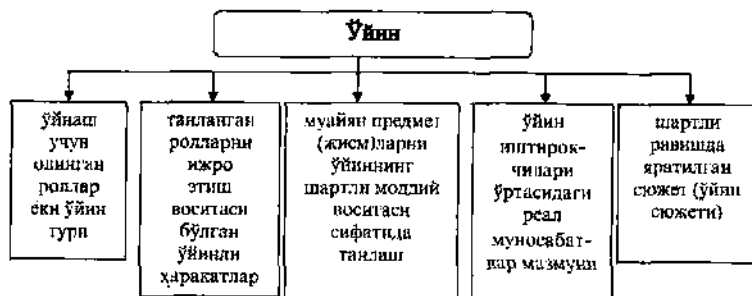 Ўйин
ўйнаш
учун
олинган
роллар
ёки ўйин
тури
танланган
ролларни
ижро
этиш
воситаси
бўлган
ўйинли
ҳаракатлар
муайян предмет
(жисм)ларни
ўйиннинг
шартли моддий
воситаси
сифатида
танлаш
ўйин
иштирок-
чилари
ўртасидаги
реал
муносабат-
лар мазмуни
шартли
равишда
яратилган
сюжет (ўйин
сюжети)